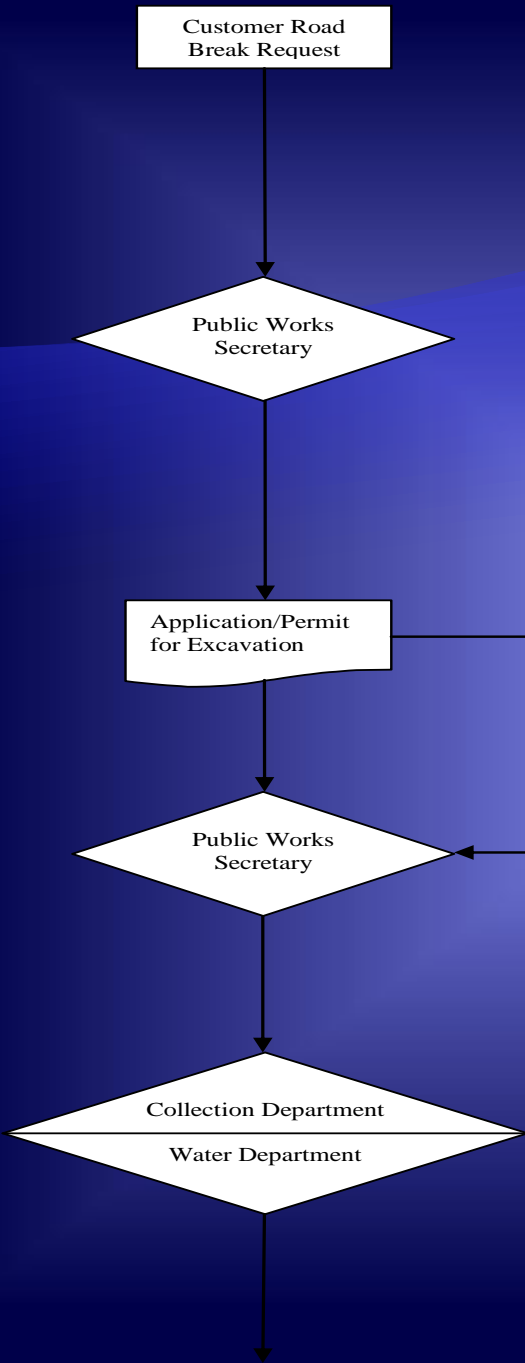 Customer Road
Break Request
Public Works
Secretary
Application/Permit
for Excavation
Public Works
Secretary
Collection Department
Water Department